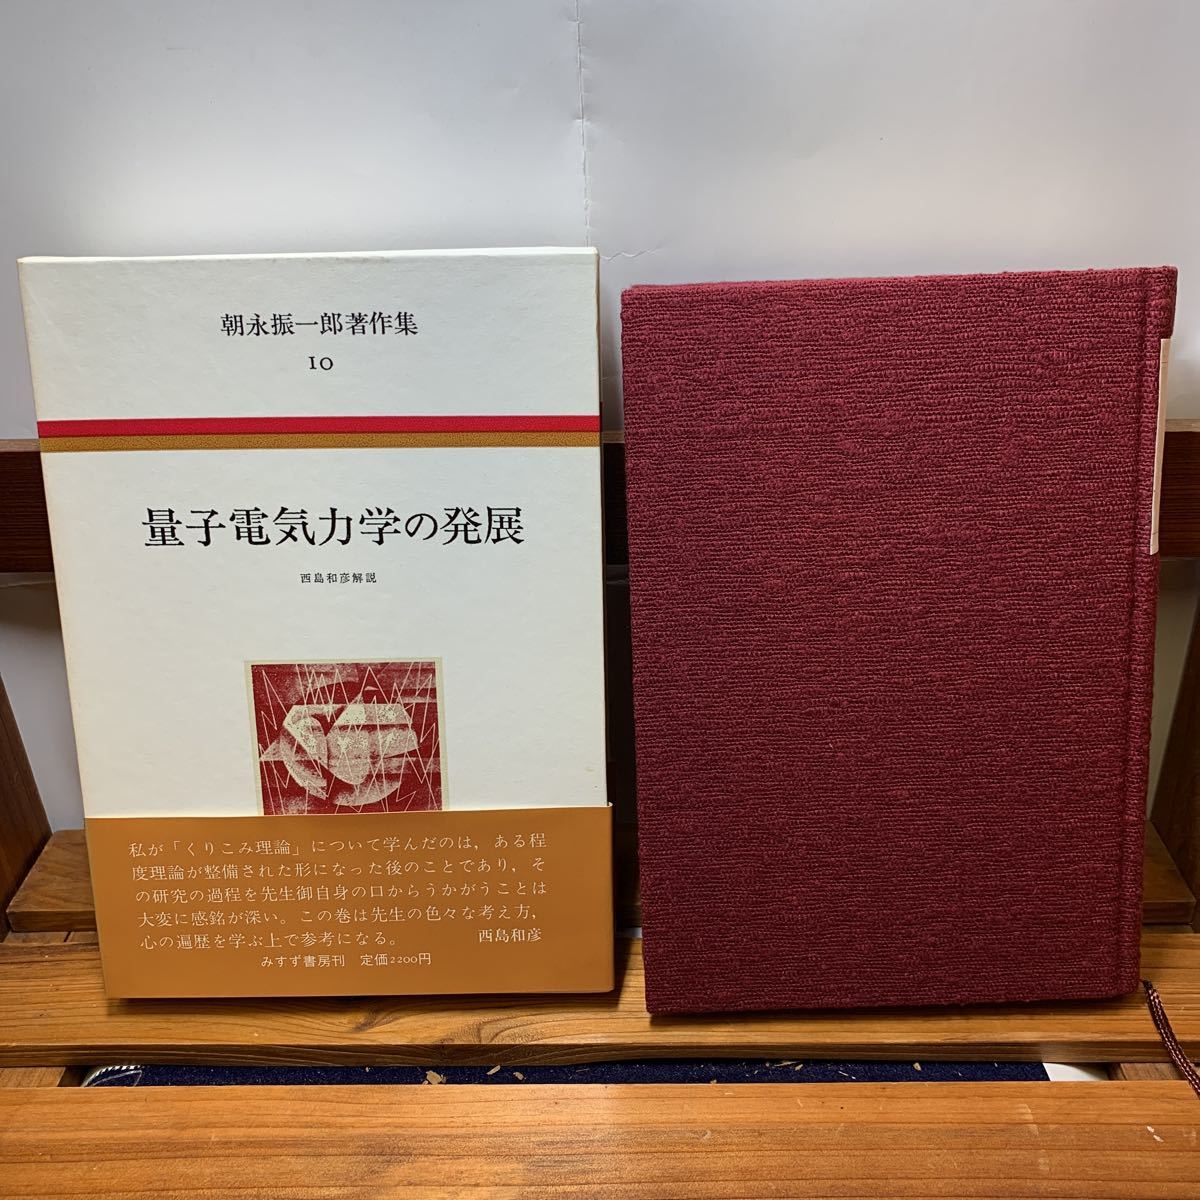 朝永振一郎著作集
10
量子電気力学の発展
西島和彦解説
私が「くりこみ理論」について学んだのは，ある程
度理論が整備された形になった後のことであり，そ
の研究の過程を先生御自身の口からうかがうことは
大変に感銘が深い。この巻は先生の色々な考え方，
心の遍歴を学ぶ上で参考になる。 西島和彦
みすず書房刊 定価2200円